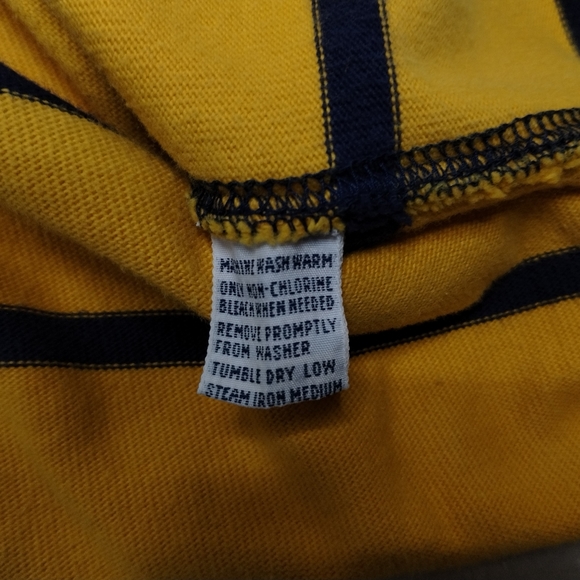 MACHINE WASH WARM
ONLY NON-CHLORINE
BLEACH WHEN NEEDED
REMOVE PROMPTLY
FROM WASHER
TUMBLE DRY LOW
STEAM IRON MEDIUM